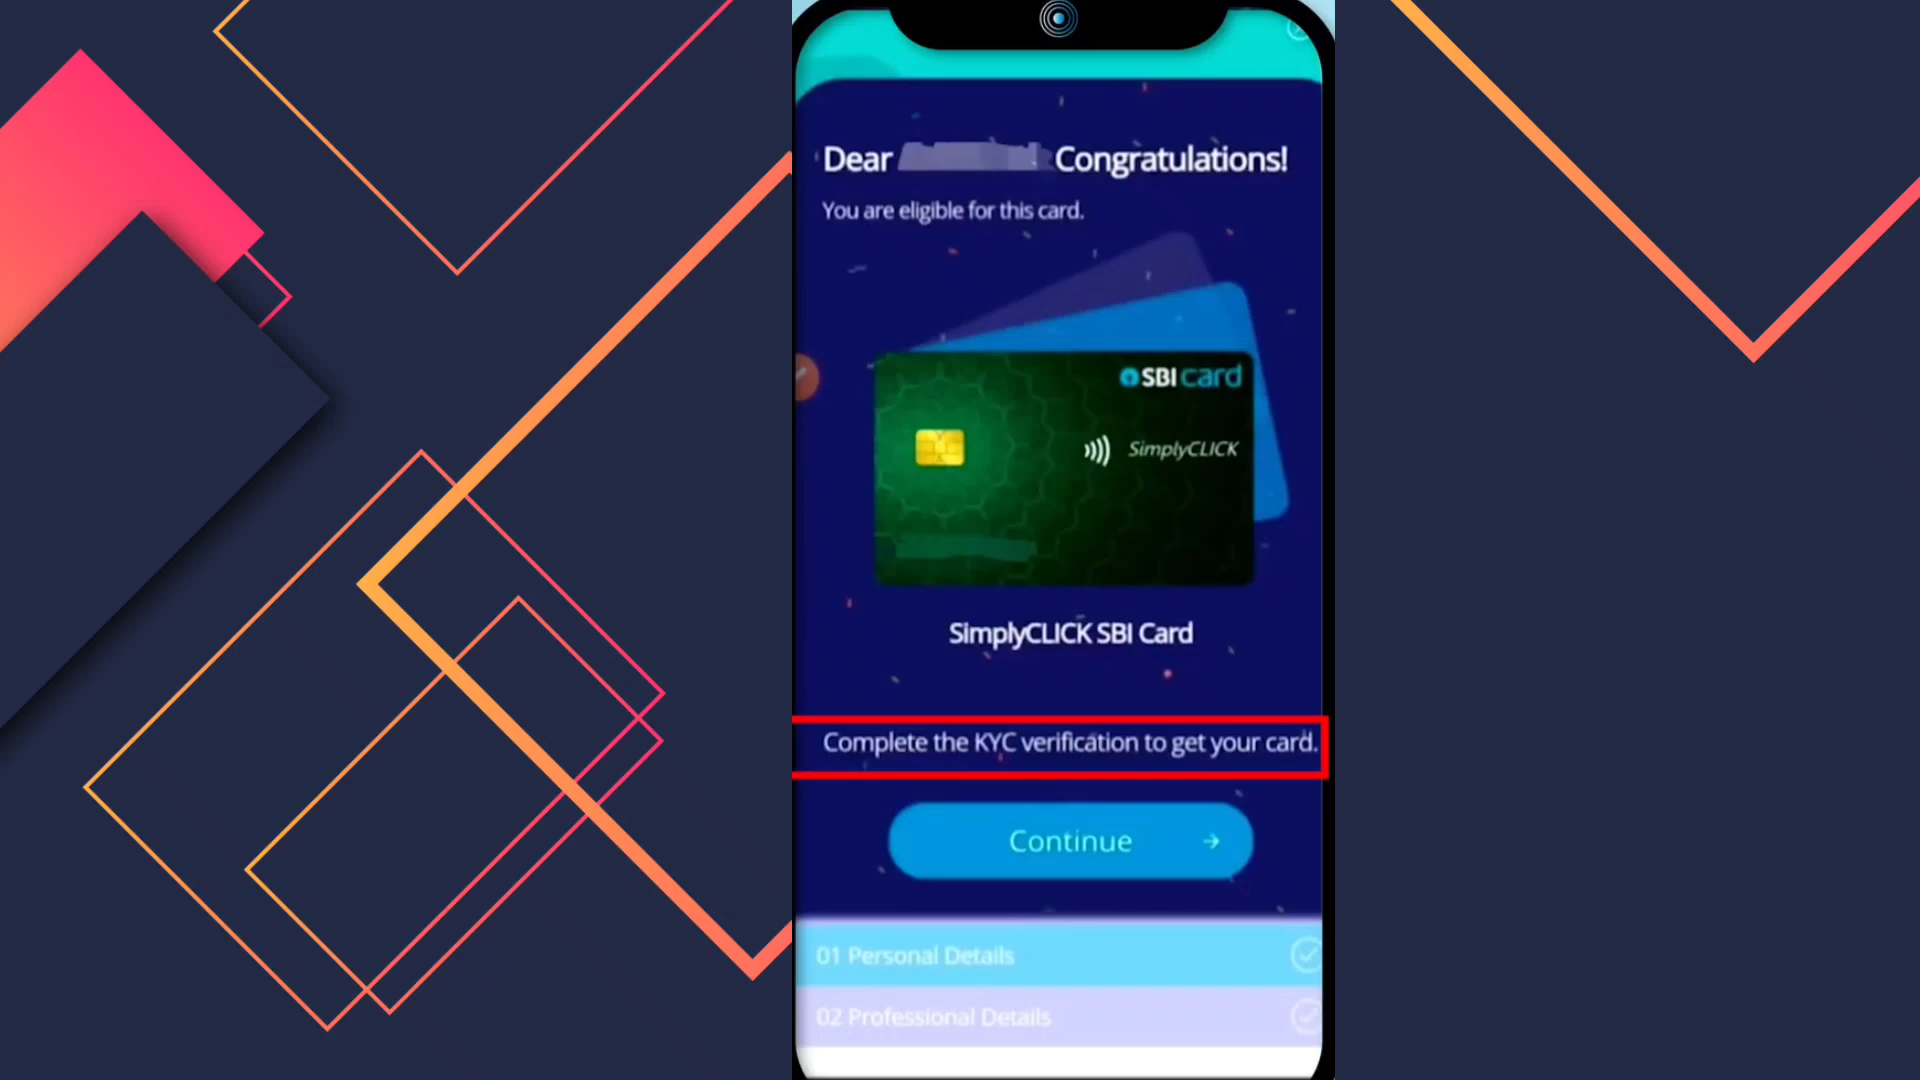 Dear Congratulations!
You are eligible for this card.
SBI card
SimplyCLICK
SimplyCLICK SBI Card
Complete the KYC verification to get your card.
Continue
01 Personal Details
02 Professional Details